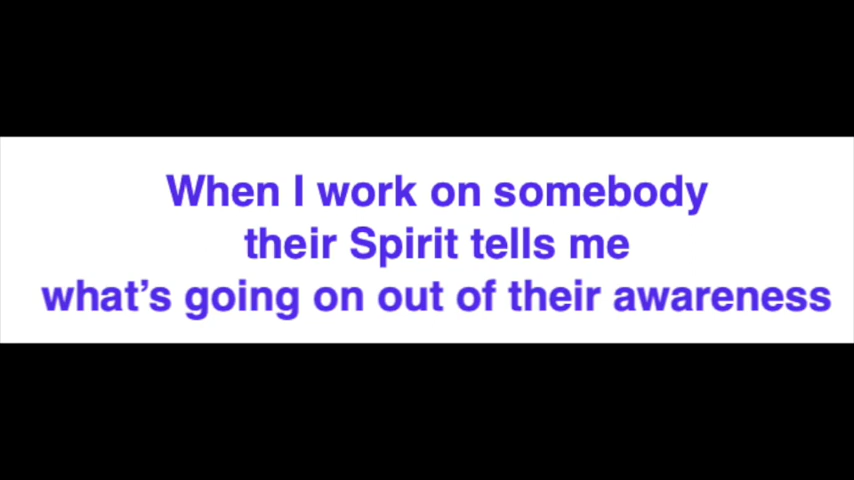 When I work on somebody
their Spirit tells me
what’s going on out of their awareness